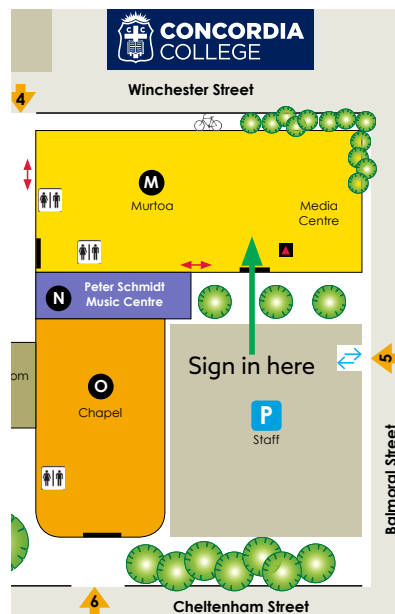 CONCORDIA
COLLEGE
Winchester Street
4
M
Murtoa
Media
Centre
N
Peter Schmidt
Music Centre
Sign in here
5
om
O
Chapel
P
Staff
Balmoral Street
6
Cheltenham Street